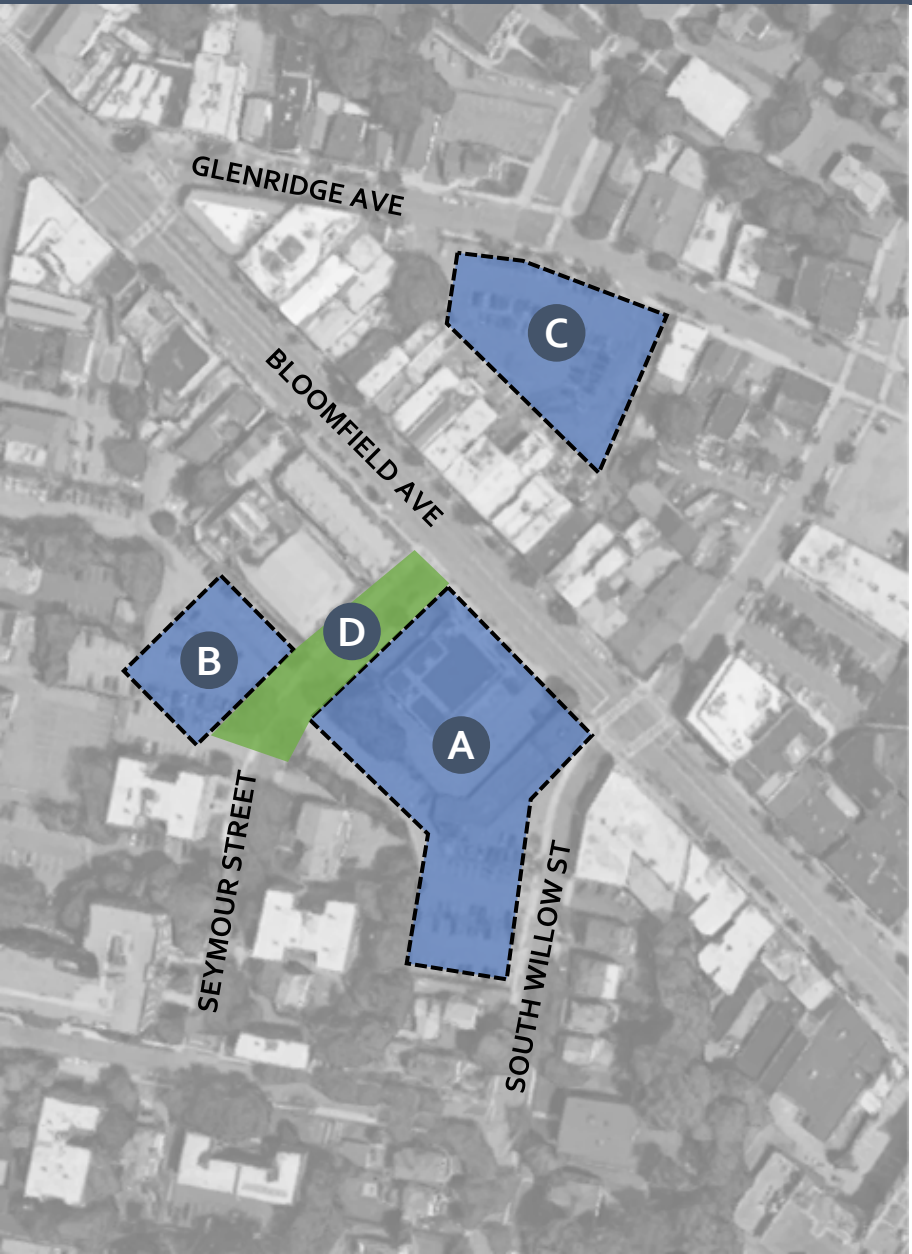 GLENRIDGE AVE
C
BLOOMFIELD AVE
D
B
A
SEYMOUR STREET
SOUTH WILLOW ST